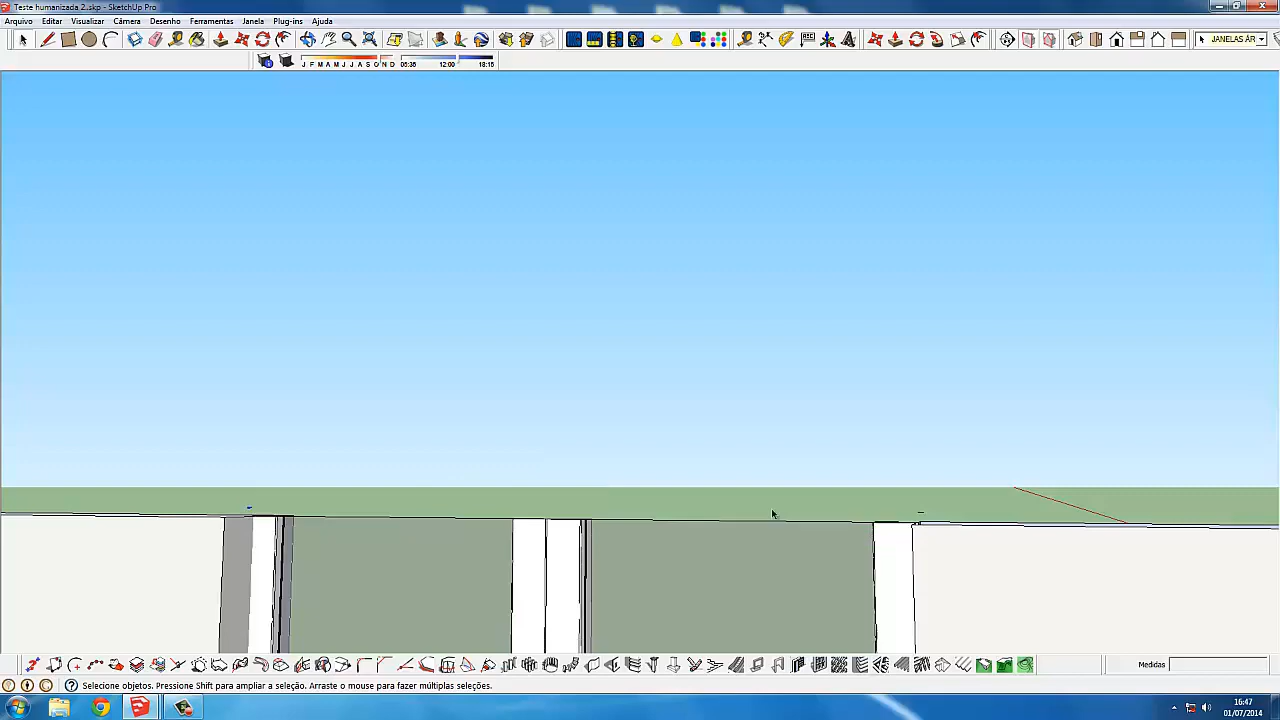 Teste humanizada 2.skp - SketchUp Pro
Arquivo Editar Visualizar Câmera Desenho Ferramentas Janela Plug-ins Ajuda
JANELAS ÁR
J F M A M J J A S O N D 05:36 12:00 18:15
Medidas
Selecione objetos. Pressione Shift para ampliar a seleção. Arraste o mouse para fazer múltiplas seleções.
16:47
01/07/2014